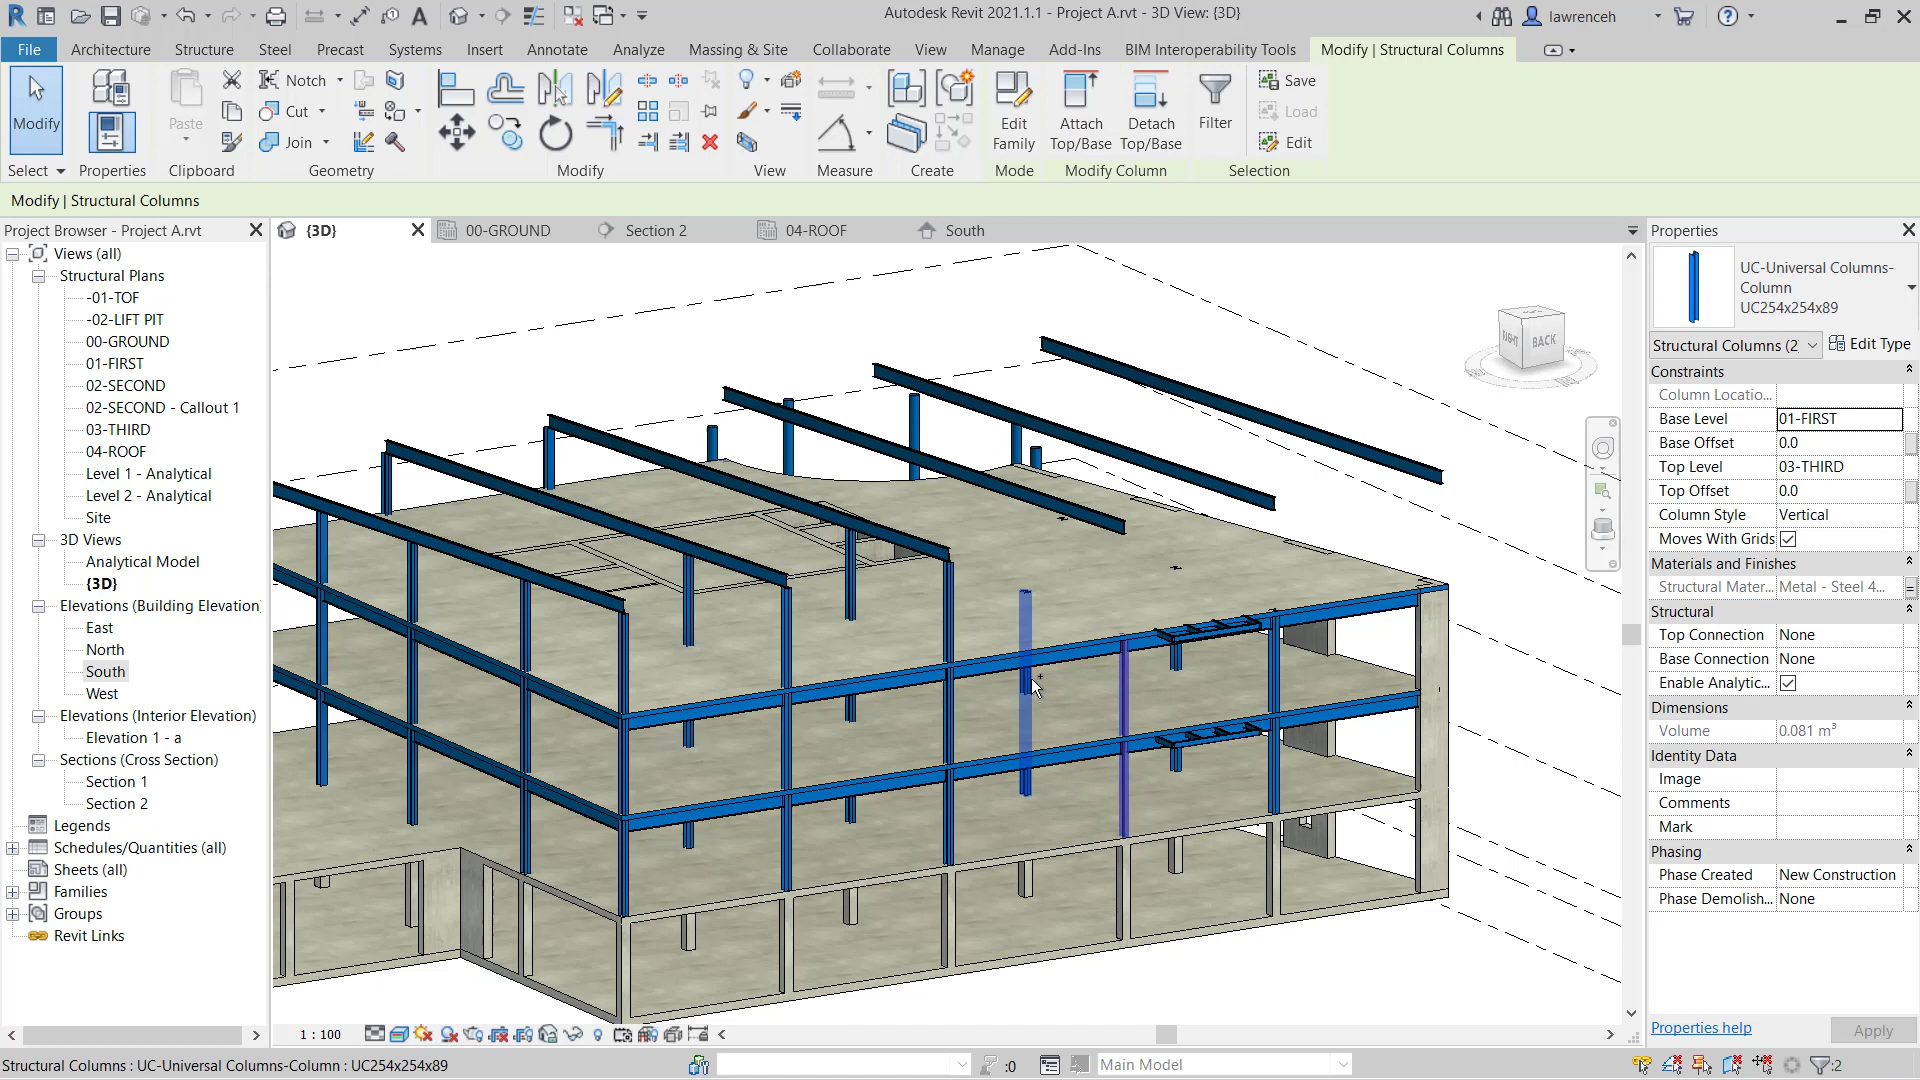 Autodesk Revit 2021.1.1 - Project A.rvt - 3D View: {3D}
lawrenceh
File
Architecture
Structure
Steel
Precast
Systems
Insert
Annotate
Analyze
Massing & Site
Collaborate
View
Manage
Add-Ins
BIM Interoperability Tools
Modify | Structural Columns
Modify
Select
Properties
Paste
Clipboard
Notch
Cut
Join
Geometry
Modify
View
Measure
Create
Edit
Family
Mode
Attach
Top/Base
Detach
Top/Base
Modify Column
Filter
Save
Load
Edit
Selection
Modify | Structural Columns
Project Browser - Project A.rvt
Views (all)
Structural Plans
-01-TOF
-02-LIFT PIT
00-GROUND
01-FIRST
02-SECOND
02-SECOND - Callout 1
03-THIRD
04-ROOF
Level 1 - Analytical
Level 2 - Analytical
Site
3D Views
Analytical Model
{3D}
Elevations (Building Elevation)
East
North
South
West
Elevations (Interior Elevation)
Elevation 1 - a
Sections (Cross Section)
Section 1
Section 2
Legends
Schedules/Quantities (all)
Sheets (all)
Families
Groups
Revit Links
{3D}
00-GROUND
Section 2
04-ROOF
South
RIGHT
BACK
Properties
UC-Universal Columns-
Column
UC254x254x89
Structural Columns (2
Edit Type
Constraints
Column Locatio...
Base Level 01-FIRST
Base Offset 0.0
Top Level 03-THIRD
Top Offset 0.0
Column Style Vertical
Moves With Grids
Materials and Finishes
Structural Mater... Metal - Steel 4...
Structural
Top Connection None
Base Connection None
Enable Analytic...
Dimensions
Volume 0.081 m³
Identity Data
Image
Comments
Mark
Phasing
Phase Created New Construction
Phase Demolish... None
Properties help
Apply
1 : 100
Structural Columns : UC-Universal Columns-Column : UC254x254x89
:0
Main Model
:2